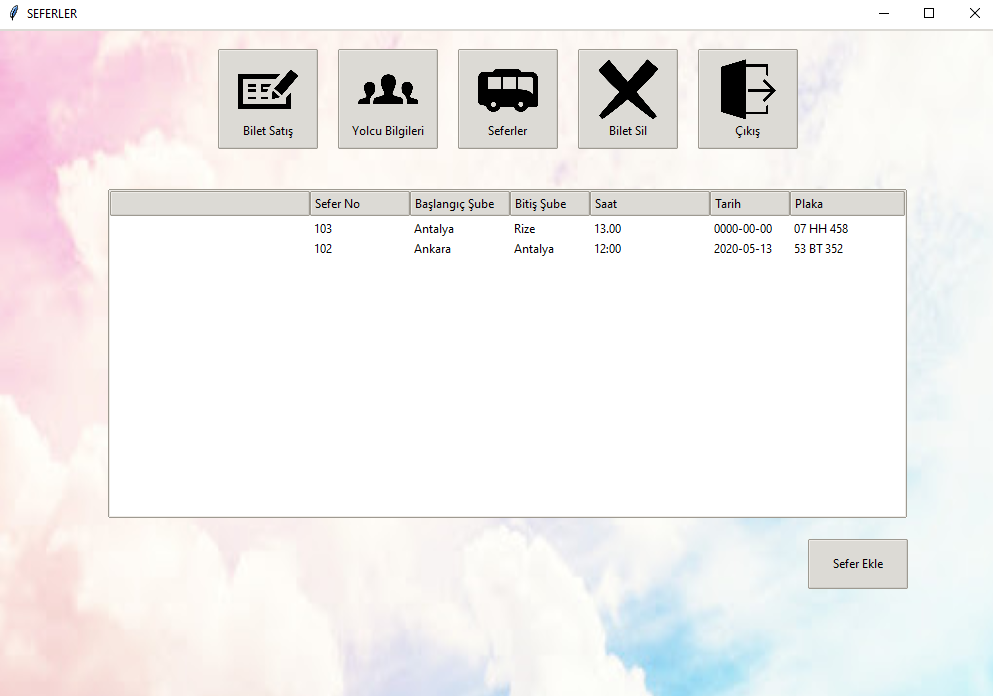 SEFERLER
Bilet Satış Yolcu Bilgileri Seferler Bilet Sil Çıkış
Sefer No Başlangıç Şube Bitiş Şube Saat Tarih Plaka
103 Antalya Rize 13.00 0000-00-00 07 HH 458
102 Ankara Antalya 12:00 2020-05-13 53 BT 352
Sefer Ekle